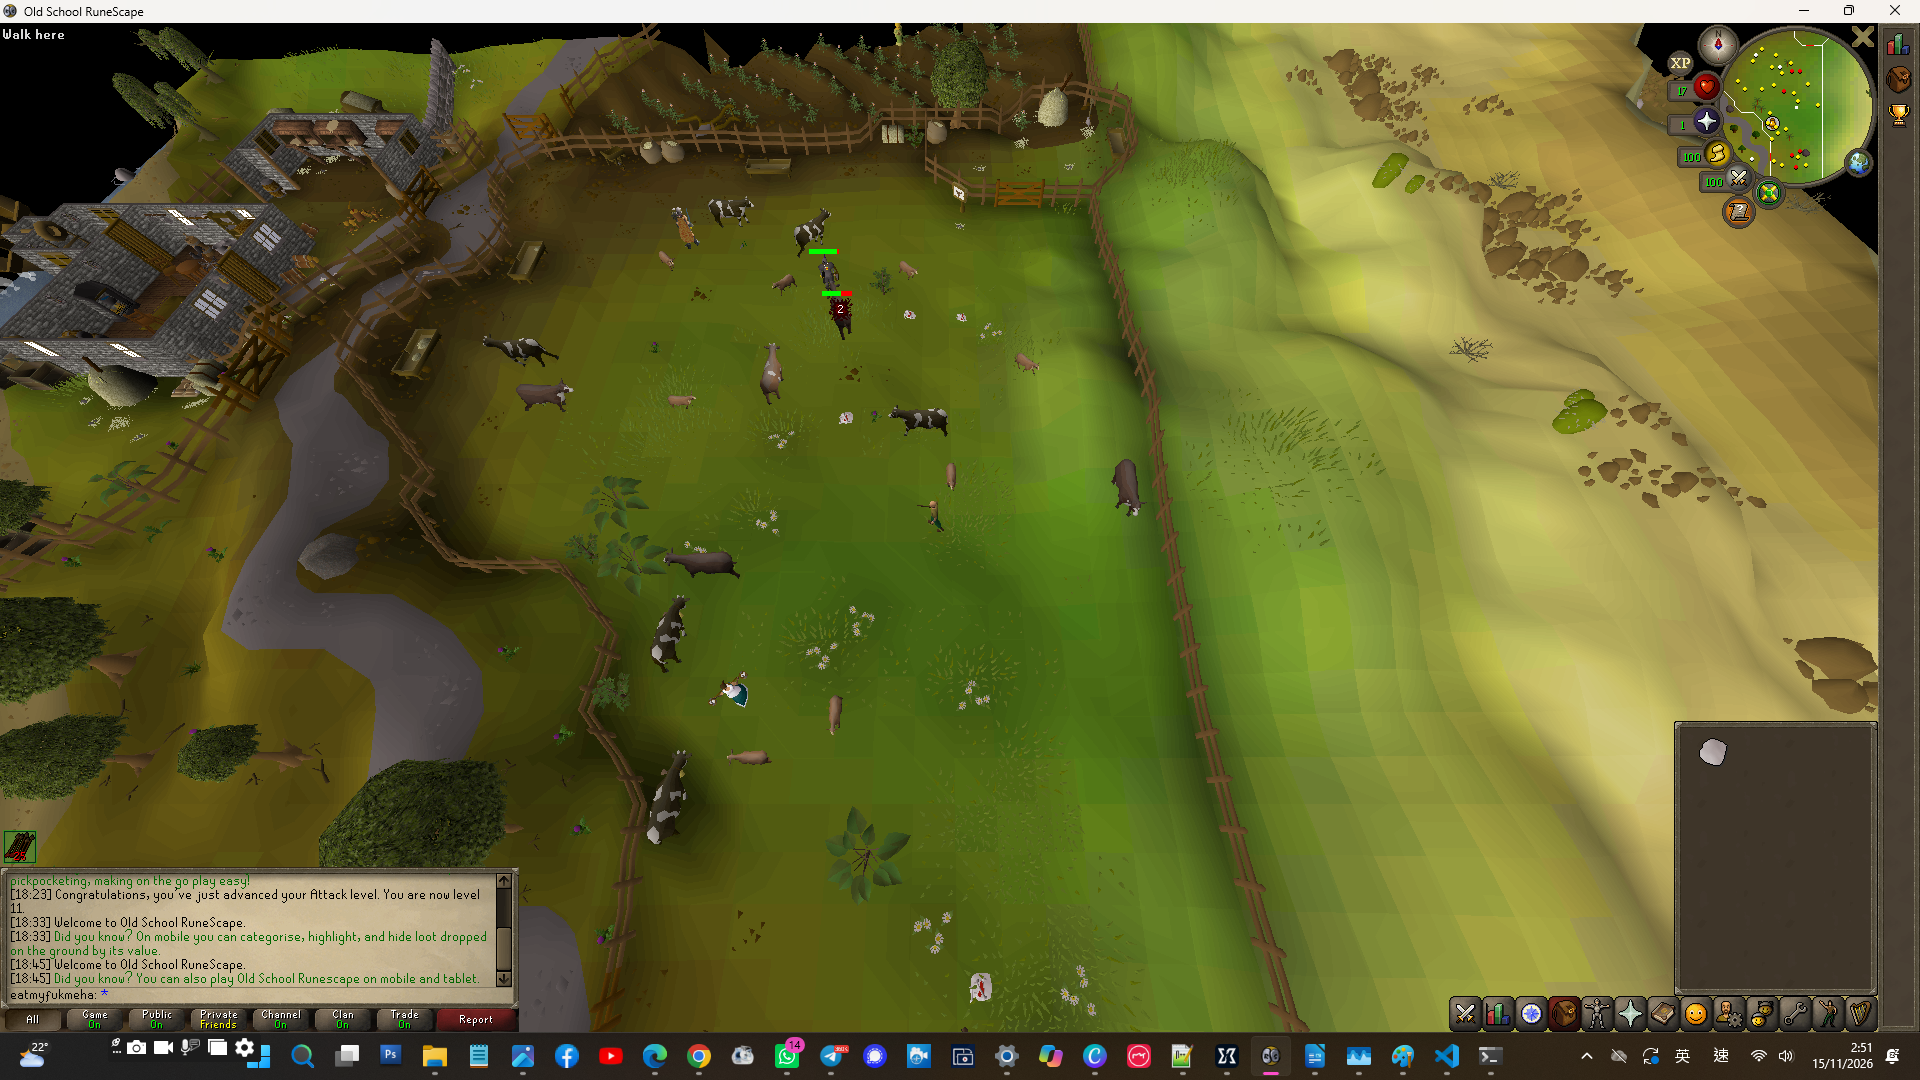 Old School RuneScape
Walk here
N
XP
17
1
100
100
2
pickpocketing, making on the go play easy!
[18:23] Congratulations, you've just advanced your Attack level. You are now level
11.
[18:33] Welcome to Old School RuneScape.
[18:33] Did you know? On mobile you can categorise, highlight, and hide loot dropped
on the ground by its value.
[18:45] Welcome to Old School RuneScape.
[18:45] Did you know? You can also play Old School Runescape on mobile and tablet.
eatmyfukmeha: *
All
Game
On
Public
On
Private
Friends
Channel
On
Clan
On
Trade
On
Report
22°
Ps
14
英
速
2:51
15/11/2026